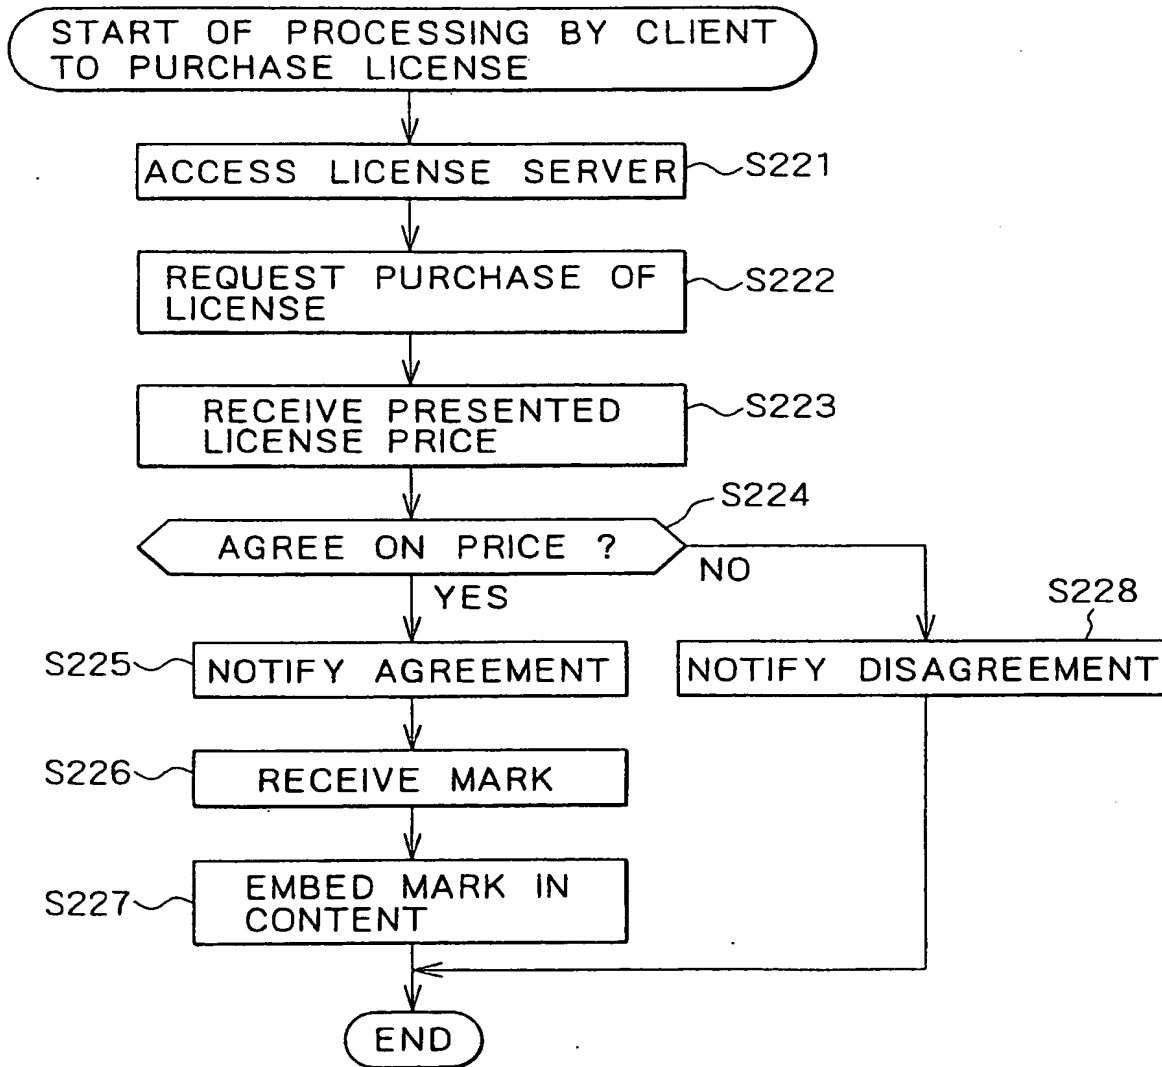 START OF PROCESSING BY CLIENT
TO PURCHASE LICENSE
ACCESS LICENSE SERVER
S221
REQUEST PURCHASE OF
LICENSE
S222
RECEIVE PRESENTED
LICENSE PRICE
S223
S224
AGREE ON PRICE ?
NO
YES
S228
S225
NOTIFY AGREEMENT
NOTIFY DISAGREEMENT
S226
RECEIVE MARK
S227
EMBED MARK IN
CONTENT
END